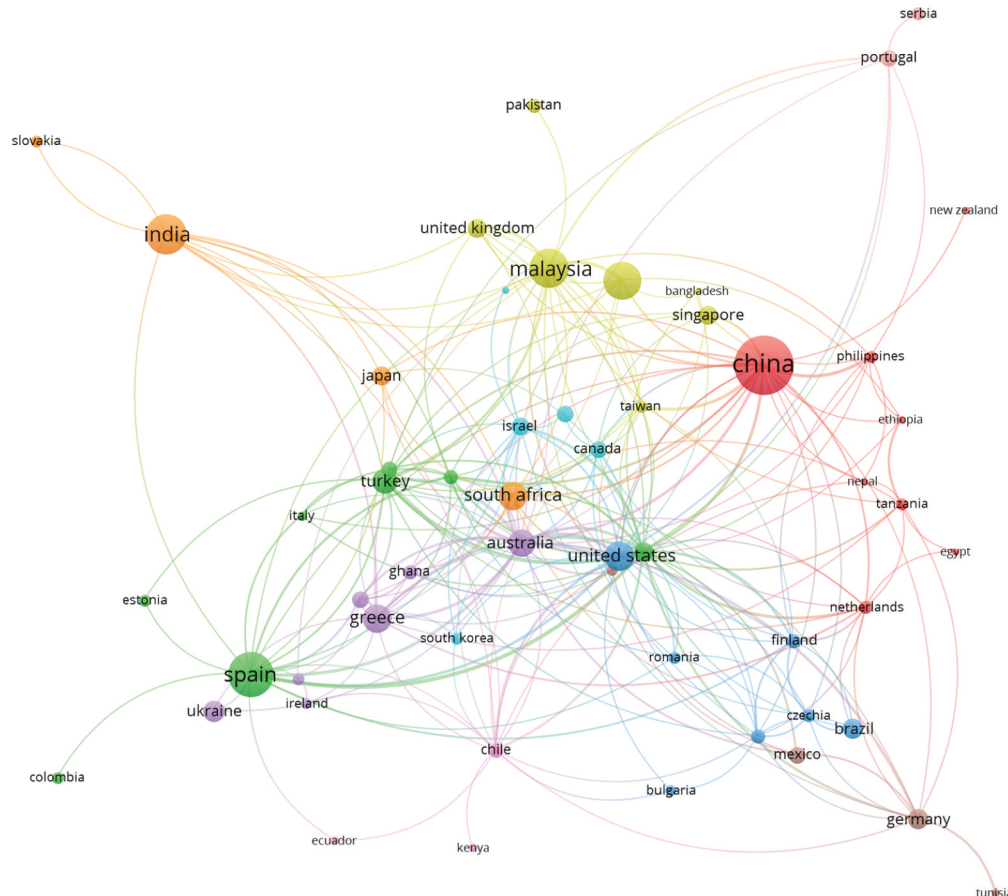 serbia
portugal
pakistan
slovakia
new zealand
united kingdom
india
malaysia
bangladesh
singapore
philippines
china
japan
taiwan
ethiopia
israel
canada
turkey
nepal
south africa
tanzania
italy
australia
united states
egypt
ghana
estonia
netherlands
greece
south korea
finland
romania
spain
ireland
ukraine
czechia
brazil
chile
mexico
colombia
bulgaria
germany
ecuador
kenya
tunisia